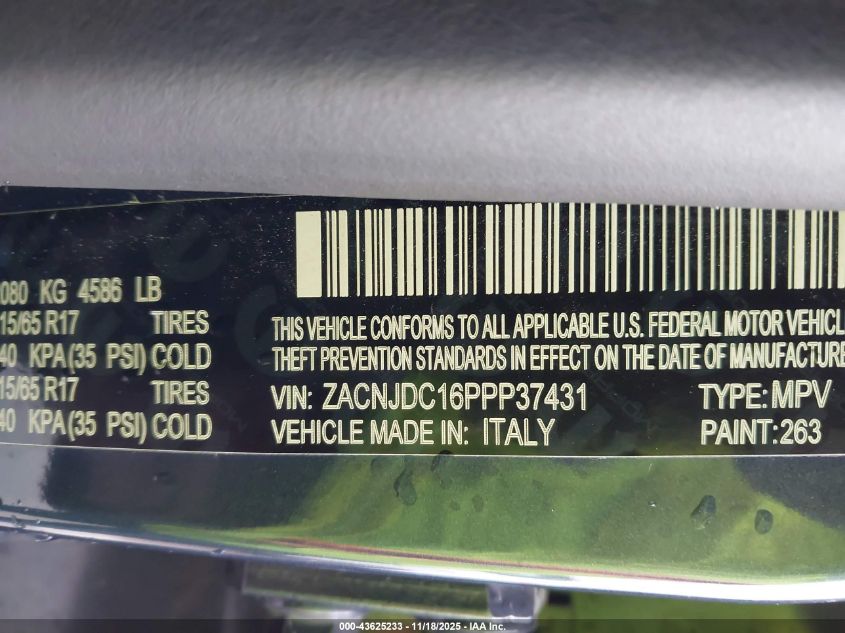 080 KG 4586 LB
15/65 R17 TIRES
40 KPA (35 PSI) COLD
15/65 R17 TIRES
40 KPA (35 PSI) COLD
THIS VEHICLE CONFORMS TO ALL APPLICABLE U.S. FEDERAL MOTOR VEHICL
THEFT PREVENTION STANDARDS IN EFFECT ON THE DATE OF MANUFACTURE
VIN: ZACNJDC16PPP37431 TYPE: MPV
VEHICLE MADE IN: ITALY PAINT: 263
000-43625233 - 11/18/2025 - IAA Inc.